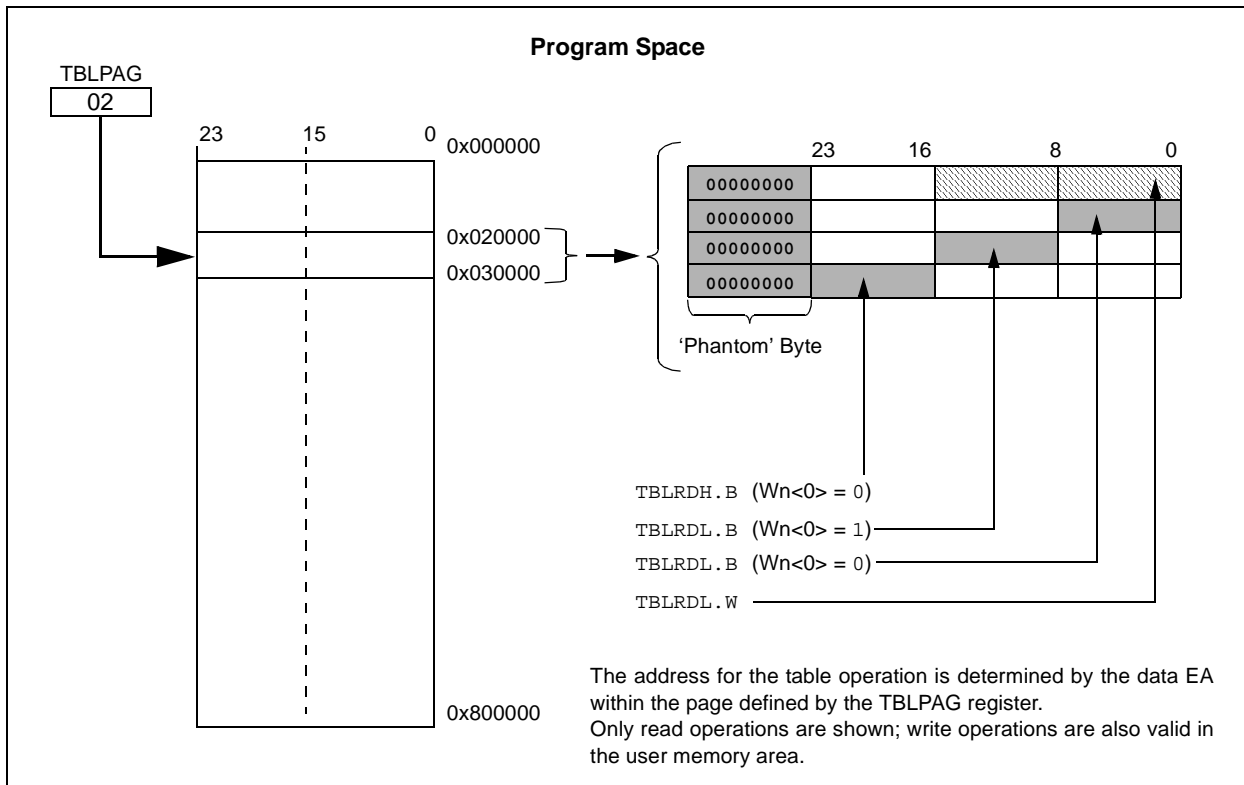 Program Space
TBLPAG
02
23 15 0
0x000000
0x020000
0x030000
0x800000
23 16 8 0
00000000
00000000
00000000
00000000
‘Phantom’ Byte
TBLRDH.B (Wn<0> = 0)
TBLRDL.B (Wn<0> = 1)
TBLRDL.B (Wn<0> = 0)
TBLRDL.W
The address for the table operation is determined by the data EA
within the page defined by the TBLPAG register.
Only read operations are shown; write operations are also valid in
the user memory area.